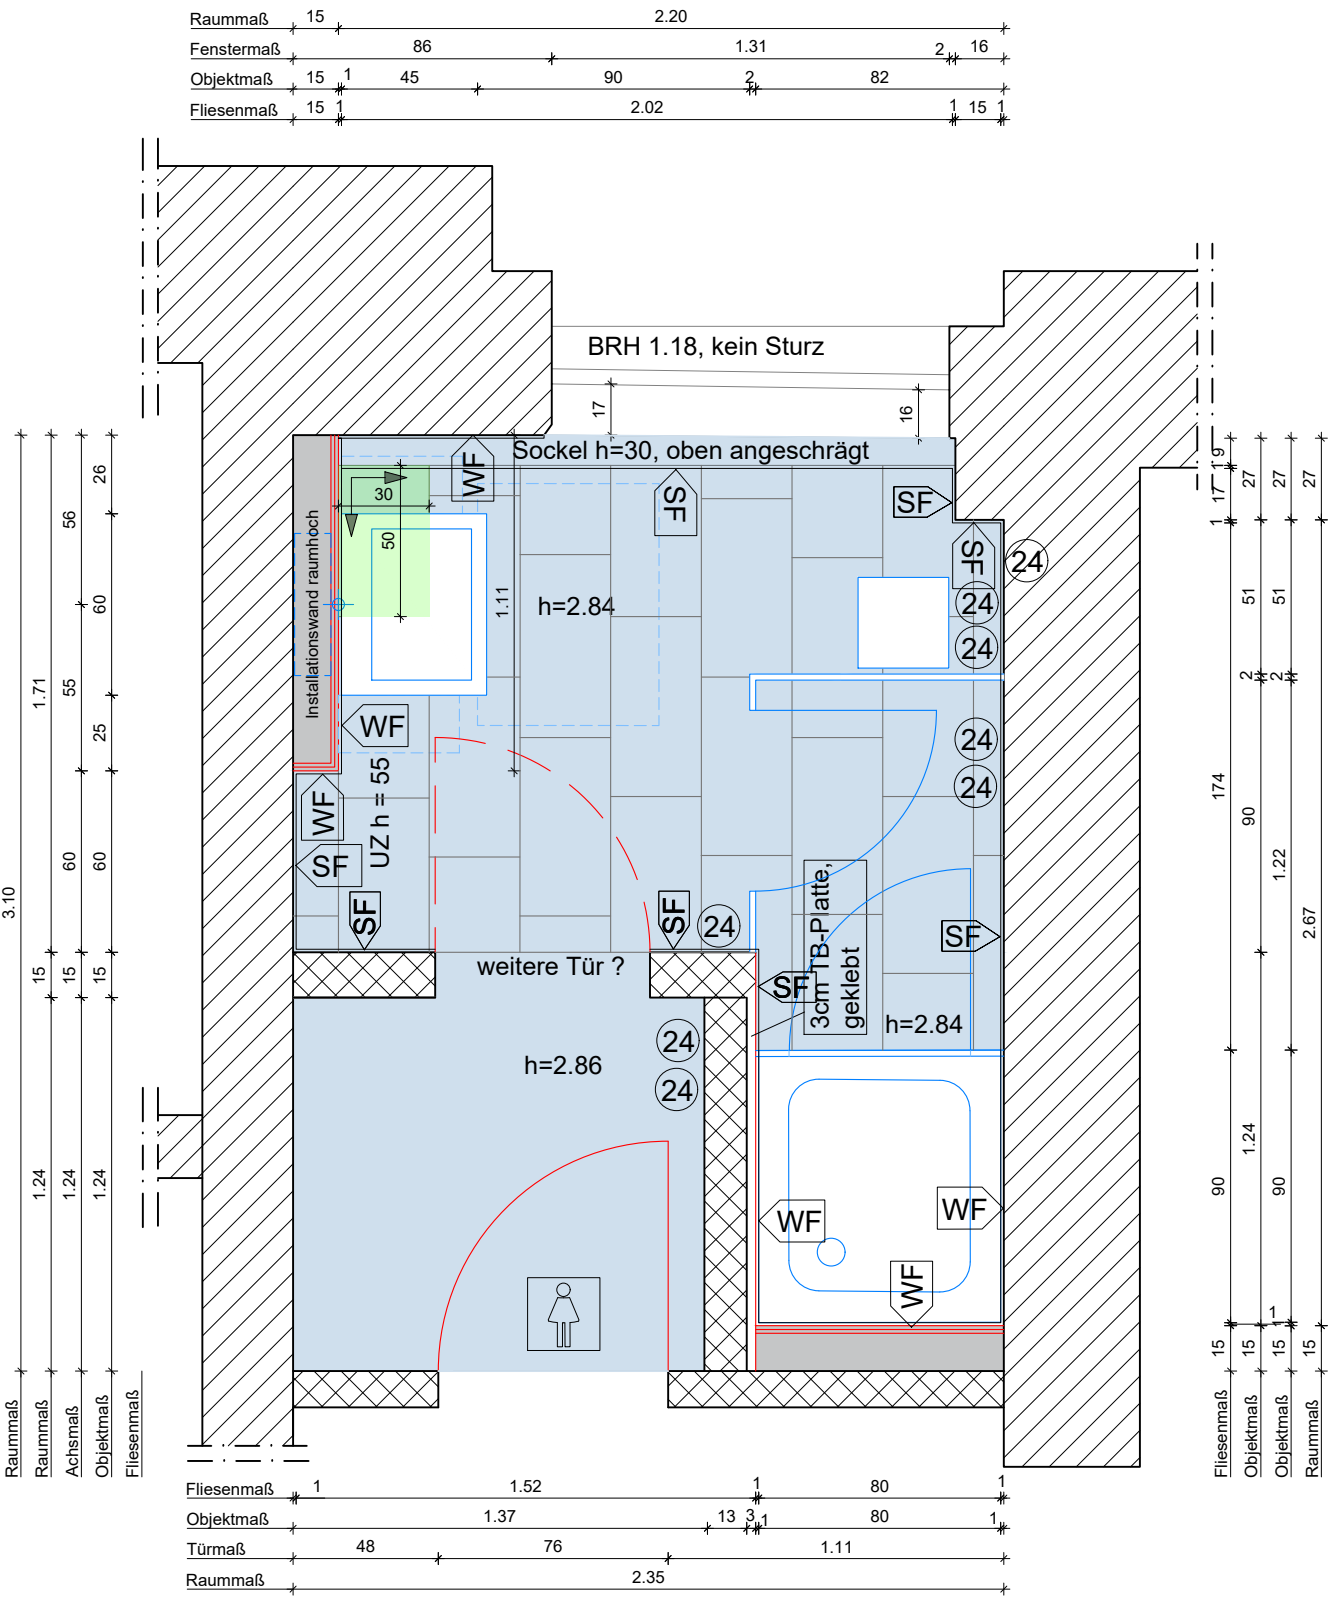 Raummaß 15 2.20
Fenstermaß 86 1.31 2 16
Objektmaß 15 1 45 90 2 82
Fliesenmaß 15 1 2.02 1 15 1
BRH 1.18, kein Sturz
17
16
Sockel h=30, oben angeschrägt
WF
SF
SF
SF
24
30
50
Installationswand raumhoch
1.11
h=2.84
24
24
WF
24
24
UZ h = 55
WF
SF
SF
SF
24
SF
3cm TB-Platte,
geklebt
weitere Tür ?
SF
h=2.84
24
h=2.86
24
WF
WF
WF
3.10
1.71
15
1.24
56
55
60
15
1.24
26
60
25
60
15
1.24
Raummaß
Raummaß
Achsmaß
Objektmaß
Fliesenmaß
9
1
17
1
174
90
15
27
51
2
90
1.24
15
27
51
2
1.22
90
1
15
27
2.67
15
Fliesenmaß
Objektmaß
Objektmaß
Raummaß
Fliesenmaß 1 1.52 1 80 1
Objektmaß 1.37 13 3 1 80 1
Türmaß 48 76 1.11
Raummaß 2.35